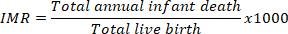 IMR = Total annual infant death / Total live birth x1000